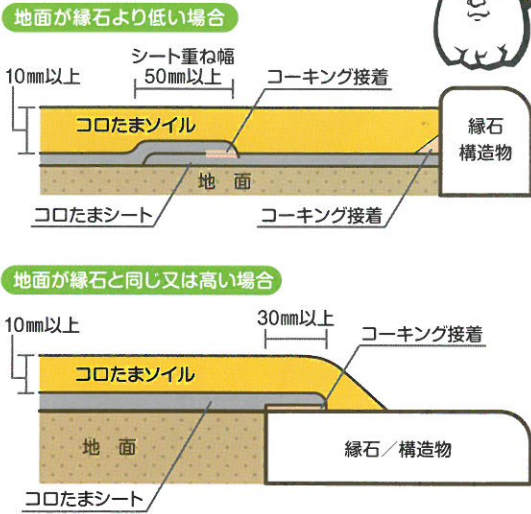 地面が縁石より低い場合
シート重ね幅
10mm以上
50mm以上
コーキング接着
コロたまソイル
縁石
構造物
地面
コロたまシート
コーキング接着
地面が縁石と同じ又は高い場合
30mm以上
10mm以上
コーキング接着
コロたまソイル
地面
縁石／構造物
コロたまシート